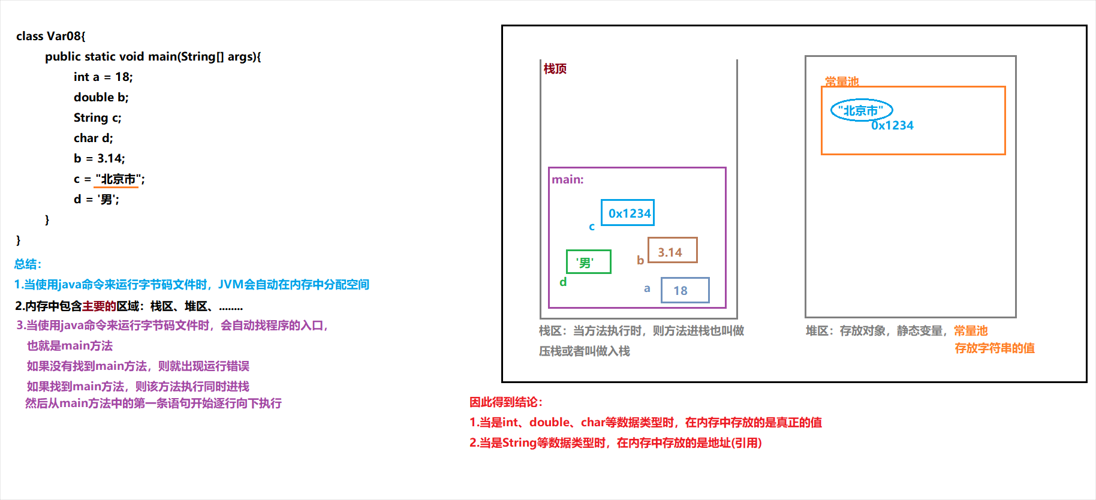 class Var08{
public static void main(String[] args){
int a = 18;
double b;
String c;
char d;
b = 3.14;
c = "北京市";
d = '男';
}
}
总结：
1.当使用java命令来运行字节码文件时，JVM会自动在内存中分配空间
2.内存中包含主要的区域：栈区、堆区、........
3.当使用java命令来运行字节码文件时，会自动找程序的入口，
也就是main方法
如果没有找到main方法，则就出现运行错误
如果找到main方法，则该方法执行同时进栈
然后从main方法中的第一条语句开始逐行向下执行
栈顶
main:
0x1234
c
'男'
d
3.14
b
18
a
栈区：当方法执行时，则方法进栈也叫做
压栈或者叫做入栈
常量池
"北京市"
0x1234
堆区：存放对象，静态变量，常量池
存放字符串的值
因此得到结论：
1.当是int、double、char等数据类型时，在内存中存放的是真正的值
2.当是String等数据类型时，在内存中存放的是地址(引用)